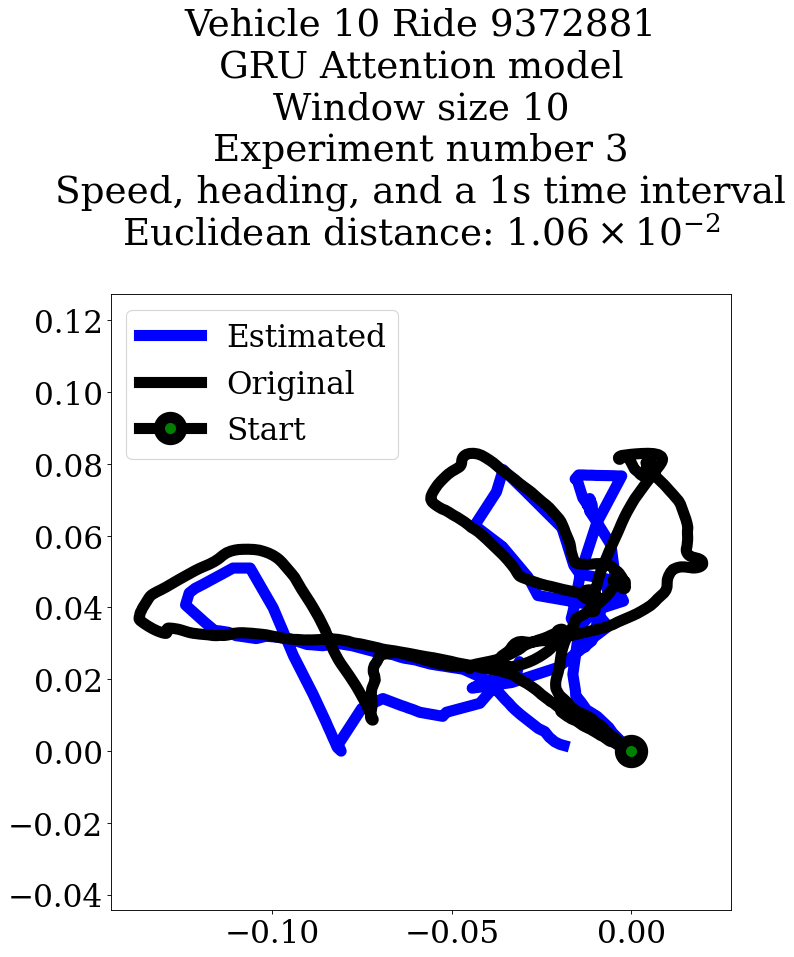 Vehicle 10 Ride 9372881
GRU Attention model
Window size 10
Experiment number 3
Speed, heading, and a 1s time interval
Euclidean distance: 1.06 × 10⁻²
Estimated
Original
Start
0.12
0.10
0.08
0.06
0.04
0.02
0.00
−0.02
−0.04
−0.10
−0.05
0.00